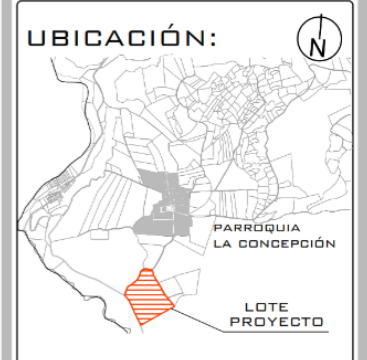 UBICACIÓN:
N
PARROQUIA
LA CONCEPCIÓN
LOTE
PROYECTO